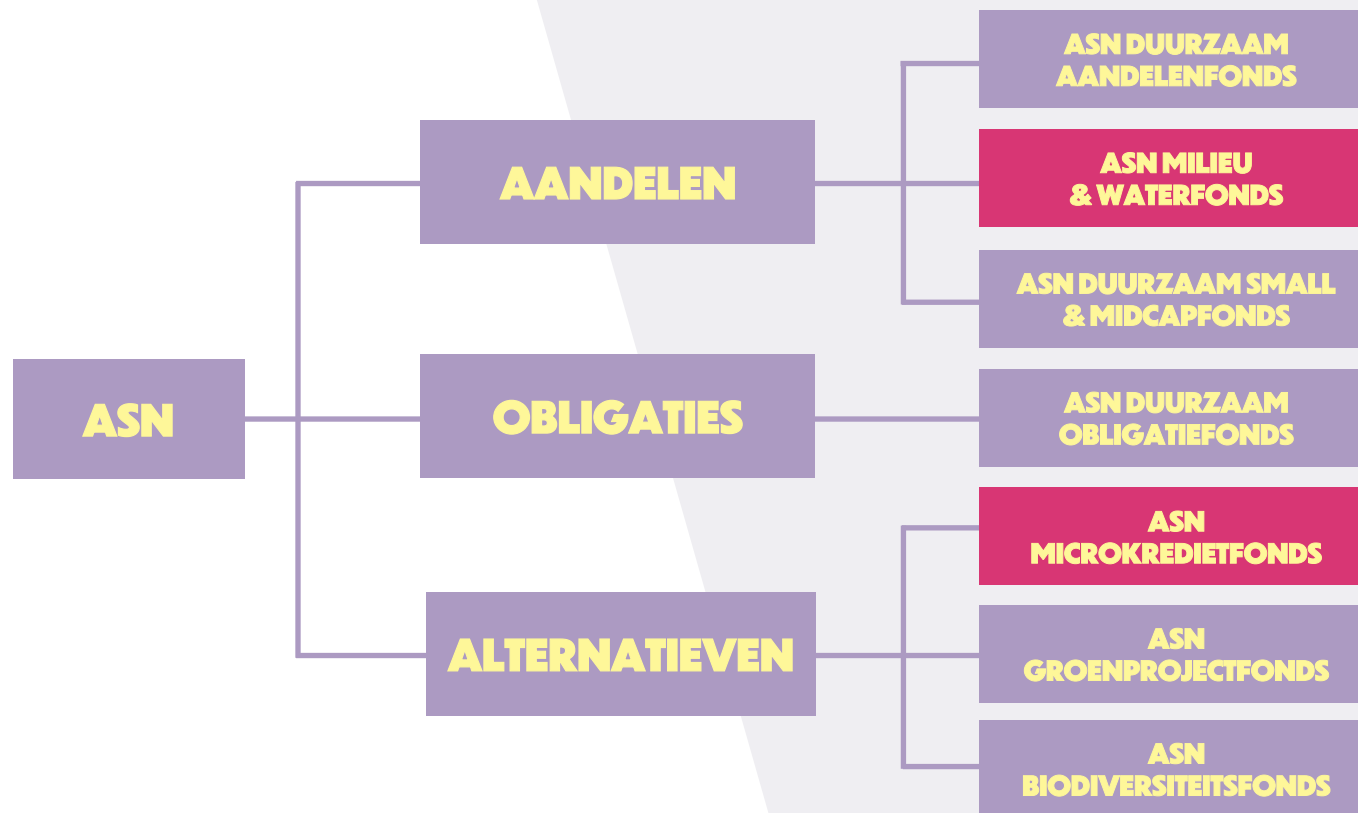 ASN
AANDELEN
OBLIGATIES
ALTERNATIEVEN
ASN DUURZAAM
AANDELENFONDS
ASN MILIEU
& WATERFONDS
ASN DUURZAAM SMALL
& MIDCAPFONDS
ASN DUURZAAM
OBLIGATIEFONDS
ASN
MICROKREDIETFONDS
ASN
GROENPROJECTFONDS
ASN
BIODIVERSITEITSFONDS